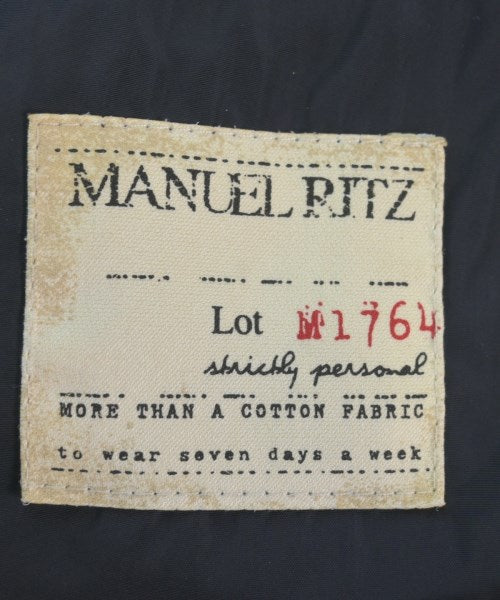 MANUEL RITZ
Lot M1764
strictly personal
MORE THAN A COTTON FABRIC
to wear seven days a week